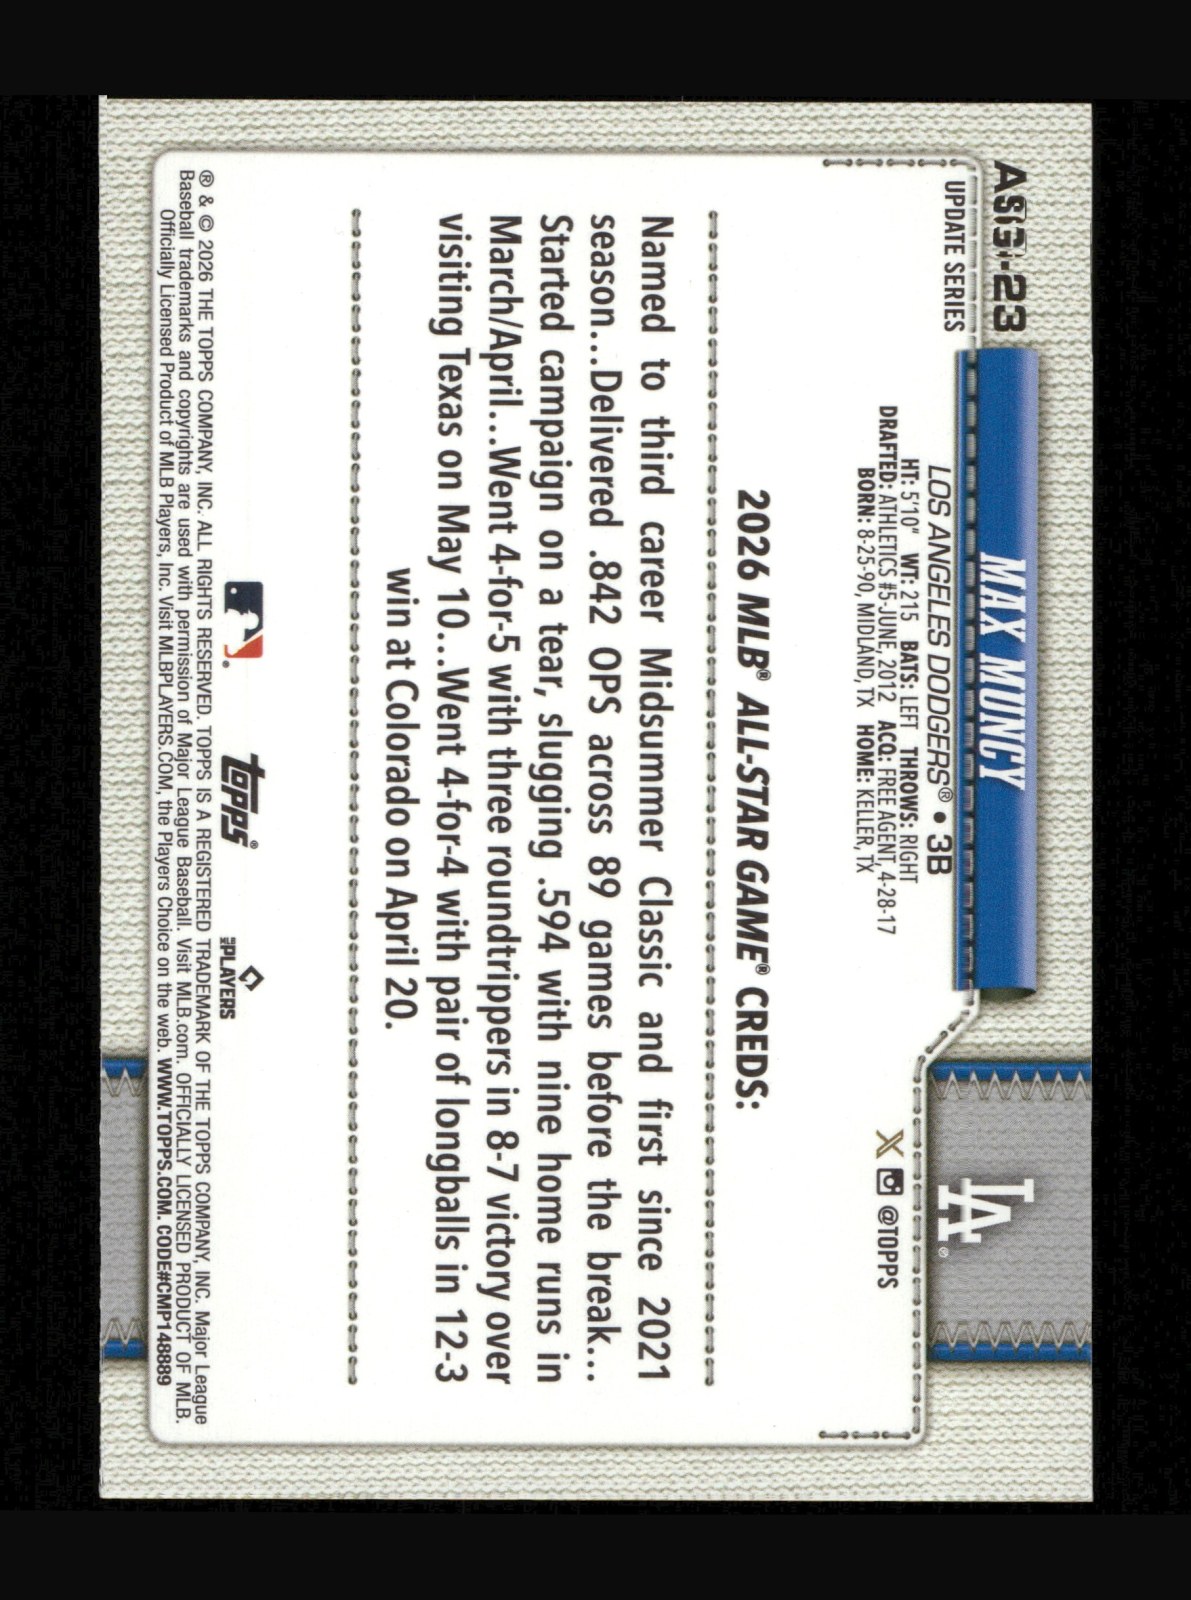 ASG-23
UPDATE SERIES
MAX MUNCY
LOS ANGELES DODGERS® • 3B
HT: 5'10" WT: 215 BATS: LEFT THROWS: RIGHT
DRAFTED: ATHLETICS #5-JUNE, 2012 ACQ: FREE AGENT, 4-28-17
BORN: 8-25-90, MIDLAND, TX HOME: KELLER, TX
LA®
X @TOPPS
2026 MLB® ALL-STAR GAME® CREDS:
Named to third career Midsummer Classic and first since 2021
season...Delivered .842 OPS across 89 games before the break...
Started campaign on a tear, slugging .594 with nine home runs in
March/April...Went 4-for-5 with three roundtrippers in 8-7 victory over
visiting Texas on May 10...Went 4-for-4 with pair of longballs in 12-3
win at Colorado on April 20.
topps®
MLB PLAYERS
® & © 2026 THE TOPPS COMPANY, INC. ALL RIGHTS RESERVED. TOPPS IS A REGISTERED TRADEMARK OF THE TOPPS COMPANY, INC. Major League
Baseball trademarks and copyrights are used with permission of Major League Baseball. Visit MLB.com. OFFICIALLY LICENSED PRODUCT OF MLB.
Officially Licensed Product of MLB Players, Inc. Visit MLBPLAYERS.COM, the Players Choice on the web. WWW.TOPPS.COM. CODE#CMP148889